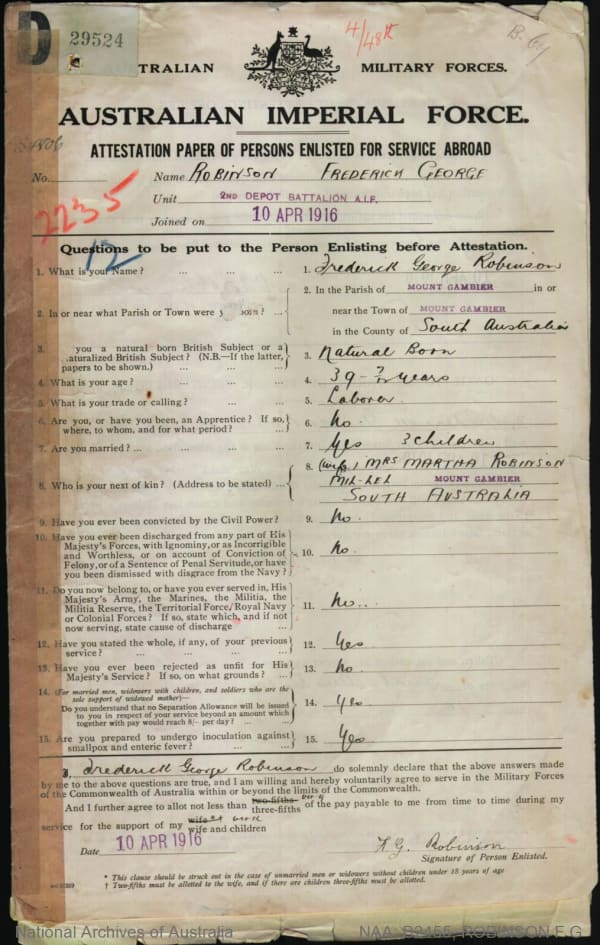 D 29524
4/48th
B. 64
AUSTRALIAN MILITARY FORCES.
AUSTRALIAN IMPERIAL FORCE.
ATTESTATION PAPER OF PERSONS ENLISTED FOR SERVICE ABROAD
No. Name ROBINSON FREDERICK GEORGE
2235
Unit 2ND DEPOT BATTALION A.I.F.
Joined on 10 APR 1916
Questions to be put to the Person Enlisting before Attestation.
12
1. What is your Name? ... ... ... 1. Frederick George Robinson
2. In or near what Parish or Town were y born? ... 2. In the Parish of MOUNT GAMBIER in or
near the Town of MOUNT GAMBIER
in the County of South Australia
3. you a natural born British Subject or a
.aturalized British Subject? (N.B.—If the latter,
papers to be shown.) ... ... ... 3. Natural Born
4. What is your age? ... ... ... 4. 39 - 7/12 years
5. What is your trade or calling? ... ... 5. Laborer
6. Are you, or have you been, an Apprentice? If so,
where, to whom, and for what period? ... ... 6. No.
7. Are you married? ... ... ... 7. Yes 3 children
8. Who is your next of kin? (Address to be stated) ... 8. (wife) MRS MARTHA ROBINSON
MIL-LEL MOUNT GAMBIER
SOUTH AUSTRALIA
9. Have you ever been convicted by the Civil Power? 9. No.
10. Have you ever been discharged from any part of His
Majesty's Forces, with Ignominy, or as Incorrigible
and Worthless, or on account of Conviction of
Felony, or of a Sentence of Penal Servitude, or have
you been dismissed with disgrace from the Navy? 10. No.
11. Do you now belong to, or have you ever served in, His
Majesty's Army, the Marines, the Militia, the
Militia Reserve, the Territorial Force, Royal Navy
or Colonial Forces? If so, state which, and if not
now serving, state cause of discharge ... 11. No..
12. Have you stated the whole, if any, of your previous
service? ... ... ... 12. Yes
13. Have you ever been rejected as unfit for His
Majesty's Service? If so, on what grounds? ... 13. No
14. (For married men, widowers with children, and soldiers who are the
sole support of widowed mother)—
Do you understand that no Separation Allowance will be issued
to you in respect of your service beyond an amount which
together with pay would reach 8/- per day? ... ... 14. Yes
15. Are you prepared to undergo inoculation against
smallpox and enteric fever? ... ... ... 15. Yes
I, Frederick George Robinson do solemnly declare that the above answers made
by me to the above questions are true, and I am willing and hereby voluntarily agree to serve in the Military Forces
of the Commonwealth of Australia within or beyond the limits of the Commonwealth.
And I further agree to allot not less than two-fifths three-fifths of the pay payable to me from time to time during my
service for the support of my wife wife and children
Date 10 APR 1916 F.G. Robinson
Signature of Person Enlisted.
* This clause should be struck out in the case of unmarried men or widowers without children under 18 years of age
† Two-fifths must be allotted to the wife, and if there are children three-fifths must be allotted.
National Archives of Australia NAA: B2455, ROBINSON F G